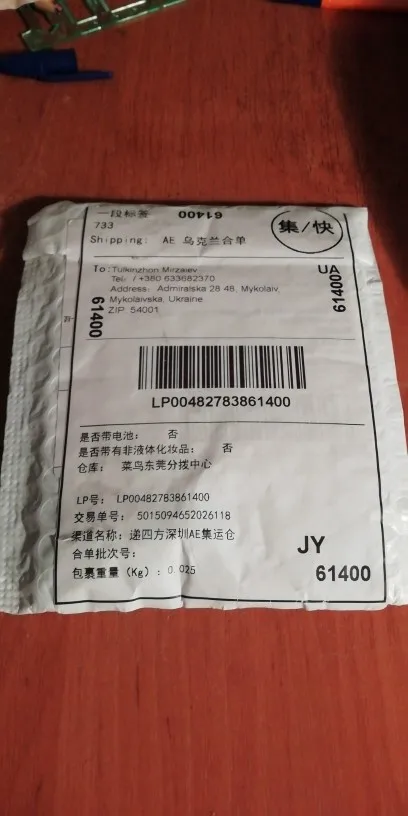 一段标签 61400
733
集/快
Shipping: AE 乌克兰合单
To: Tulkinzhon Mirzaiev
UA
Tel: / +380 633682370
Address: Admiralska 28 48, Mykolaiv,
Mykolaivska, Ukraine
ZIP 54001
61400
61400
LP00482783861400
是否带电池: 否
是否带有非液体化妆品: 否
仓库: 菜鸟东莞分拨中心
LP号: LP00482783861400
交易单号: 5015094652026118
渠道名称: 递四方深圳AE集运仓
合单批次号:
JY
包裹重量 (Kg) : 0.025
61400